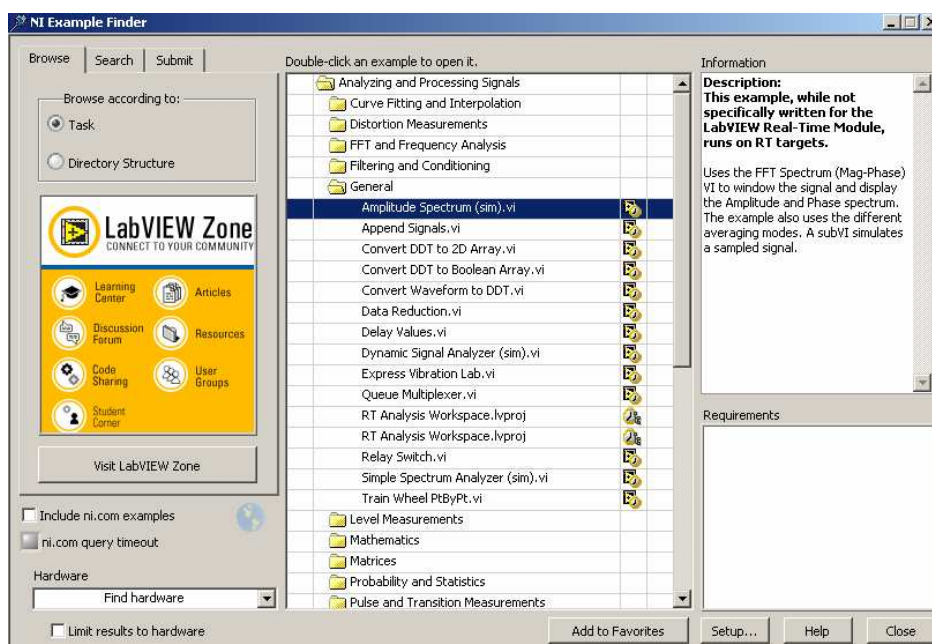 NI Example Finder
Browse
Search
Submit
Browse according to:
Task
Directory Structure
LabVIEW Zone
CONNECT TO YOUR COMMUNITY
Learning
Center
Articles
Discussion
Forum
Resources
Code
Sharing
User
Groups
Student
Corner
Visit LabVIEW Zone
Include ni.com examples
ni.com query timeout
Hardware
Find hardware
Limit results to hardware
Double-click an example to open it.
Analyzing and Processing Signals
Curve Fitting and Interpolation
Distortion Measurements
FFT and Frequency Analysis
Filtering and Conditioning
General
Amplitude Spectrum (sim).vi
Append Signals.vi
Convert DDT to 2D Array.vi
Convert DDT to Boolean Array.vi
Convert Waveform to DDT.vi
Data Reduction.vi
Delay Values.vi
Dynamic Signal Analyzer (sim).vi
Express Vibration Lab.vi
Queue Multiplexer.vi
RT Analysis Workspace.lvproj
RT Analysis Workspace.lvproj
Relay Switch.vi
Simple Spectrum Analyzer (sim).vi
Train Wheel PtByPt.vi
Level Measurements
Mathematics
Matrices
Probability and Statistics
Pulse and Transition Measurements
Information
Description:
This example, while not
specifically written for the
LabVIEW Real-Time Module,
runs on RT targets.
Uses the FFT Spectrum (Mag-Phase)
VI to window the signal and display
the Amplitude and Phase spectrum.
The example also uses the different
averaging modes. A subVI simulates
a sampled signal.
Requirements
Add to Favorites
Setup...
Help
Close